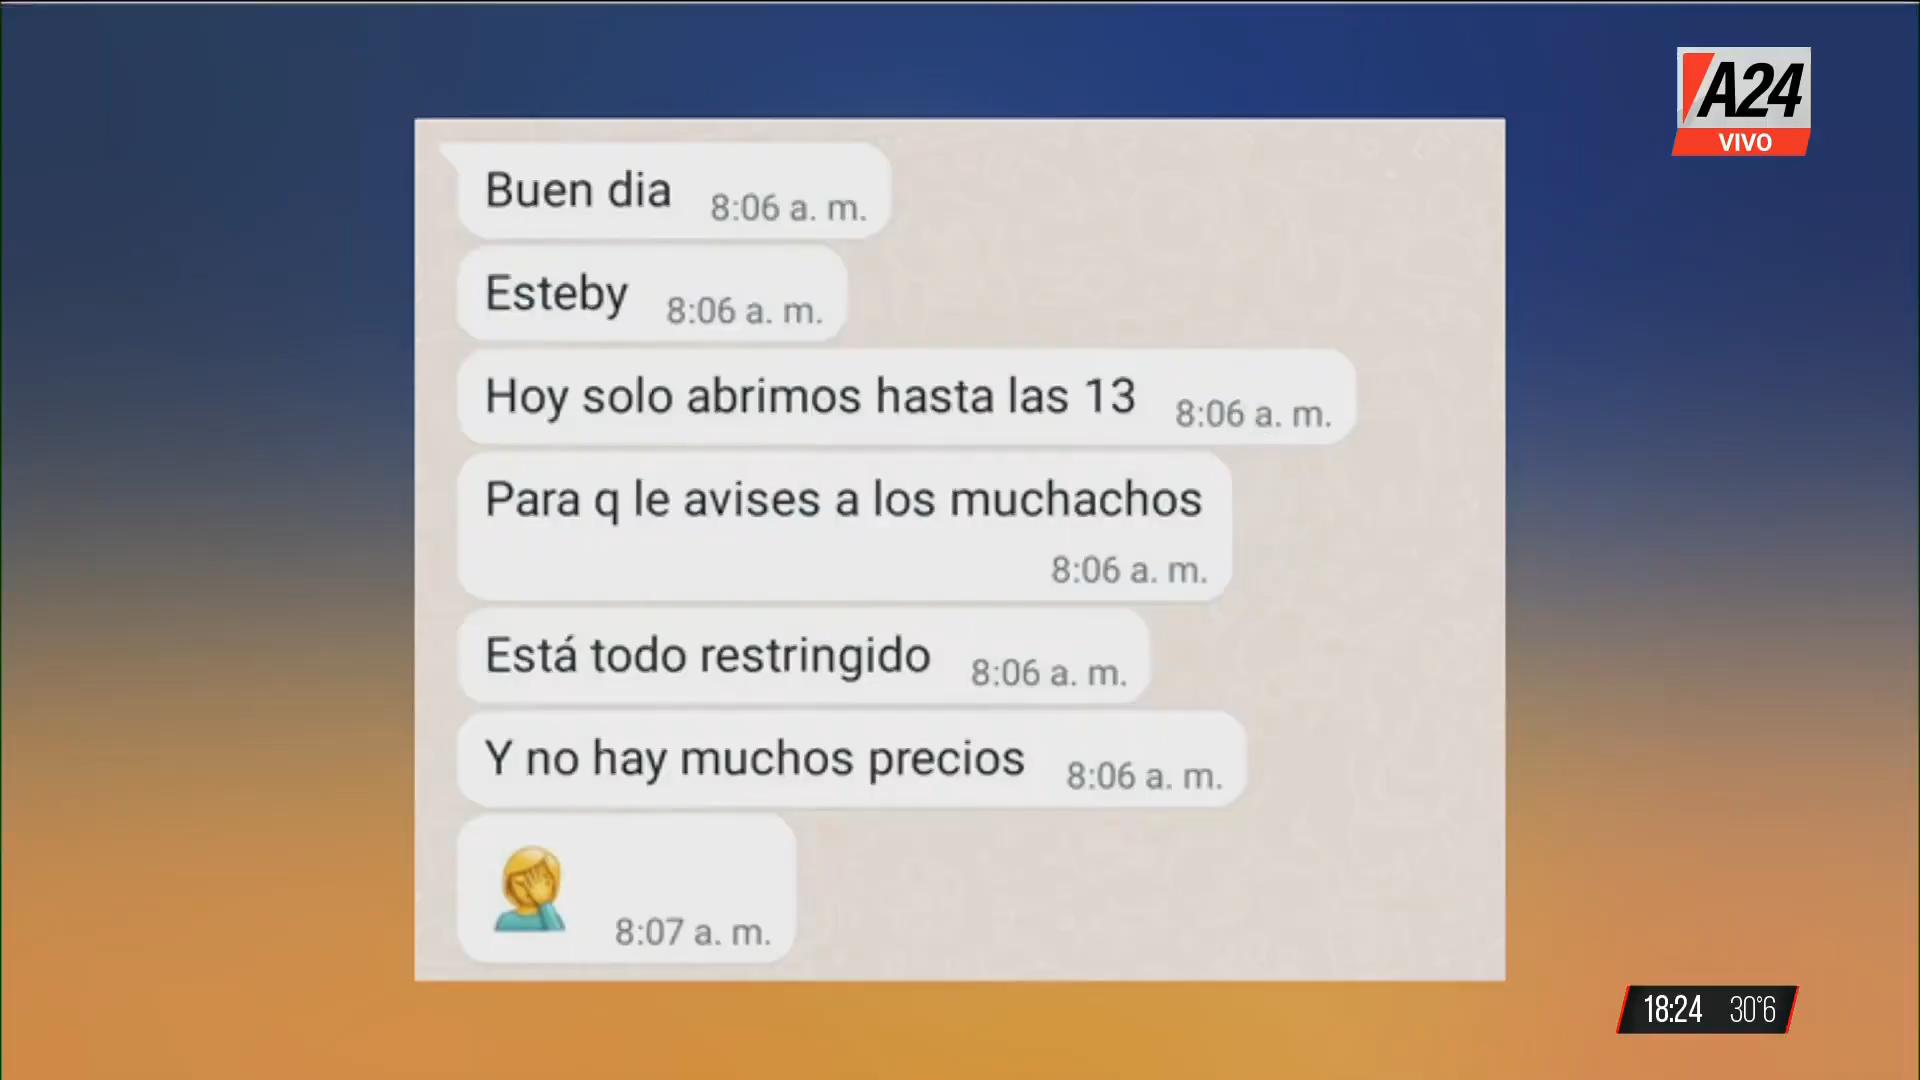 A24
VIVO
Buen dia 8:06 a. m.
Esteby 8:06 a. m.
Hoy solo abrimos hasta las 13 8:06 a. m.
Para q le avises a los muchachos
8:06 a. m.
Está todo restringido 8:06 a. m.
Y no hay muchos precios 8:06 a. m.
8:07 a. m.
18:24 30°6